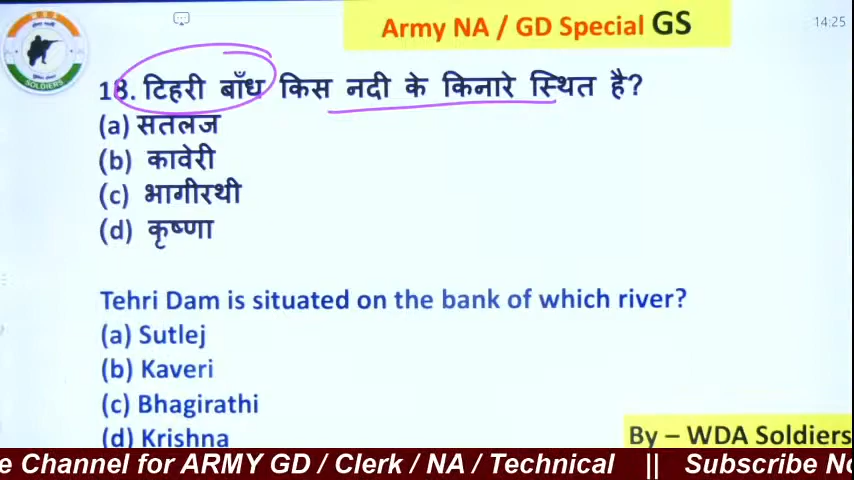 Army NA / GD Special GS
14:25
SOLDIERS
18. टिहरी बाँध किस नदी के किनारे स्थित है?
(a) सतलज
(b) कावेरी
(c) भागीरथी
(d) कृष्णा
Tehri Dam is situated on the bank of which river?
(a) Sutlej
(b) Kaveri
(c) Bhagirathi
(d) Krishna
By – WDA Soldiers
e Channel for ARMY GD / Clerk / NA / Technical || Subscribe No